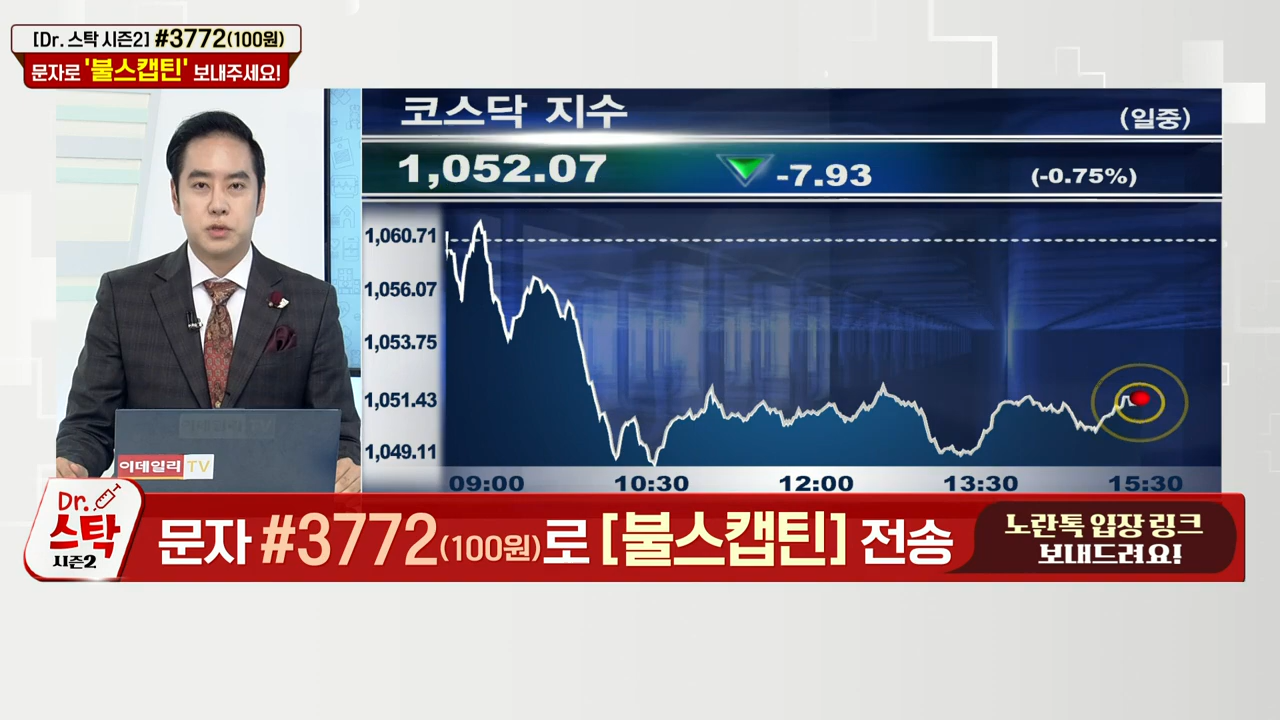 [Dr. 스탁 시즌2] #3772(100원)
문자로 '불스캡틴' 보내주세요!
코스닥 지수
(일중)
1,052.07 -7.93 (-0.75%)
1,060.71
1,056.07
1,053.75
1,051.43
1,049.11
09:00 10:30 12:00 13:30 15:30
이데일리TV
Dr.
스탁
시즌2
문자 #3772(100원)로 [불스캡틴] 전송
노란톡 입장 링크
보내드려요!